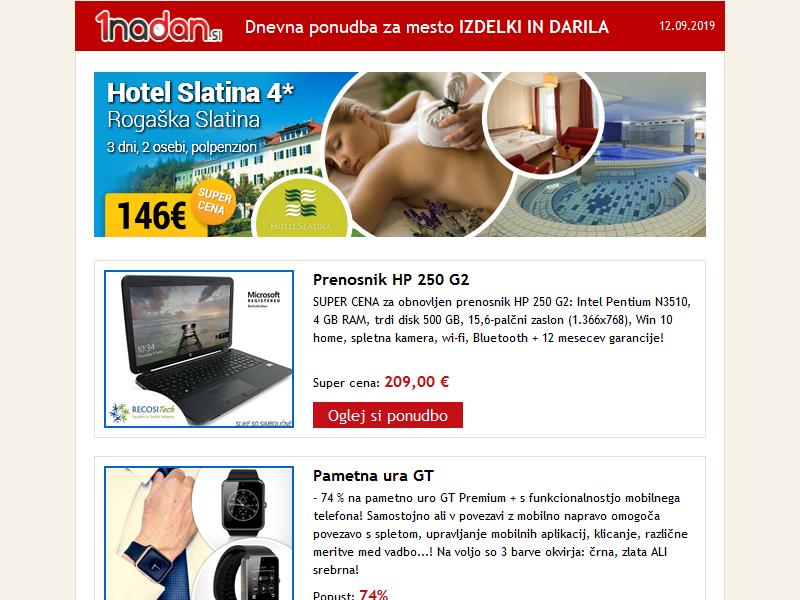 1nadan.si
Dnevna ponudba za mesto IZDELKI IN DARILA
12.09.2019
Hotel Slatina 4*
Rogaška Slatina
3 dni, 2 osebi, polpenzion
146€
SUPER
CENA
HOTEL SLATINA
Prenosnik HP 250 G2
SUPER CENA za obnovljen prenosnik HP 250 G2: Intel Pentium N3510,
4 GB RAM, trdi disk 500 GB, 15,6-palčni zaslon (1.366x768), Win 10
home, spletna kamera, wi-fi, Bluetooth + 12 mesecev garancije!
Microsoft
REGISTERED
Refurbisher
10:34
RECOSITech
SLIKE SO SIMBOLIČNE
Super cena: 209,00 €
Oglej si ponudbo
Pametna ura GT
- 74 % na pametno uro GT Premium + s funkcionalnostjo mobilnega
telefona! Samostojno ali v povezavi z mobilno napravo omogoča
povezavo s spletom, upravljanje mobilnih aplikacij, klicanje, različne
meritve med vadbo...! Na voljo so 3 barve okvirja: črna, zlata ALI
srebrna!
Popust: 74%